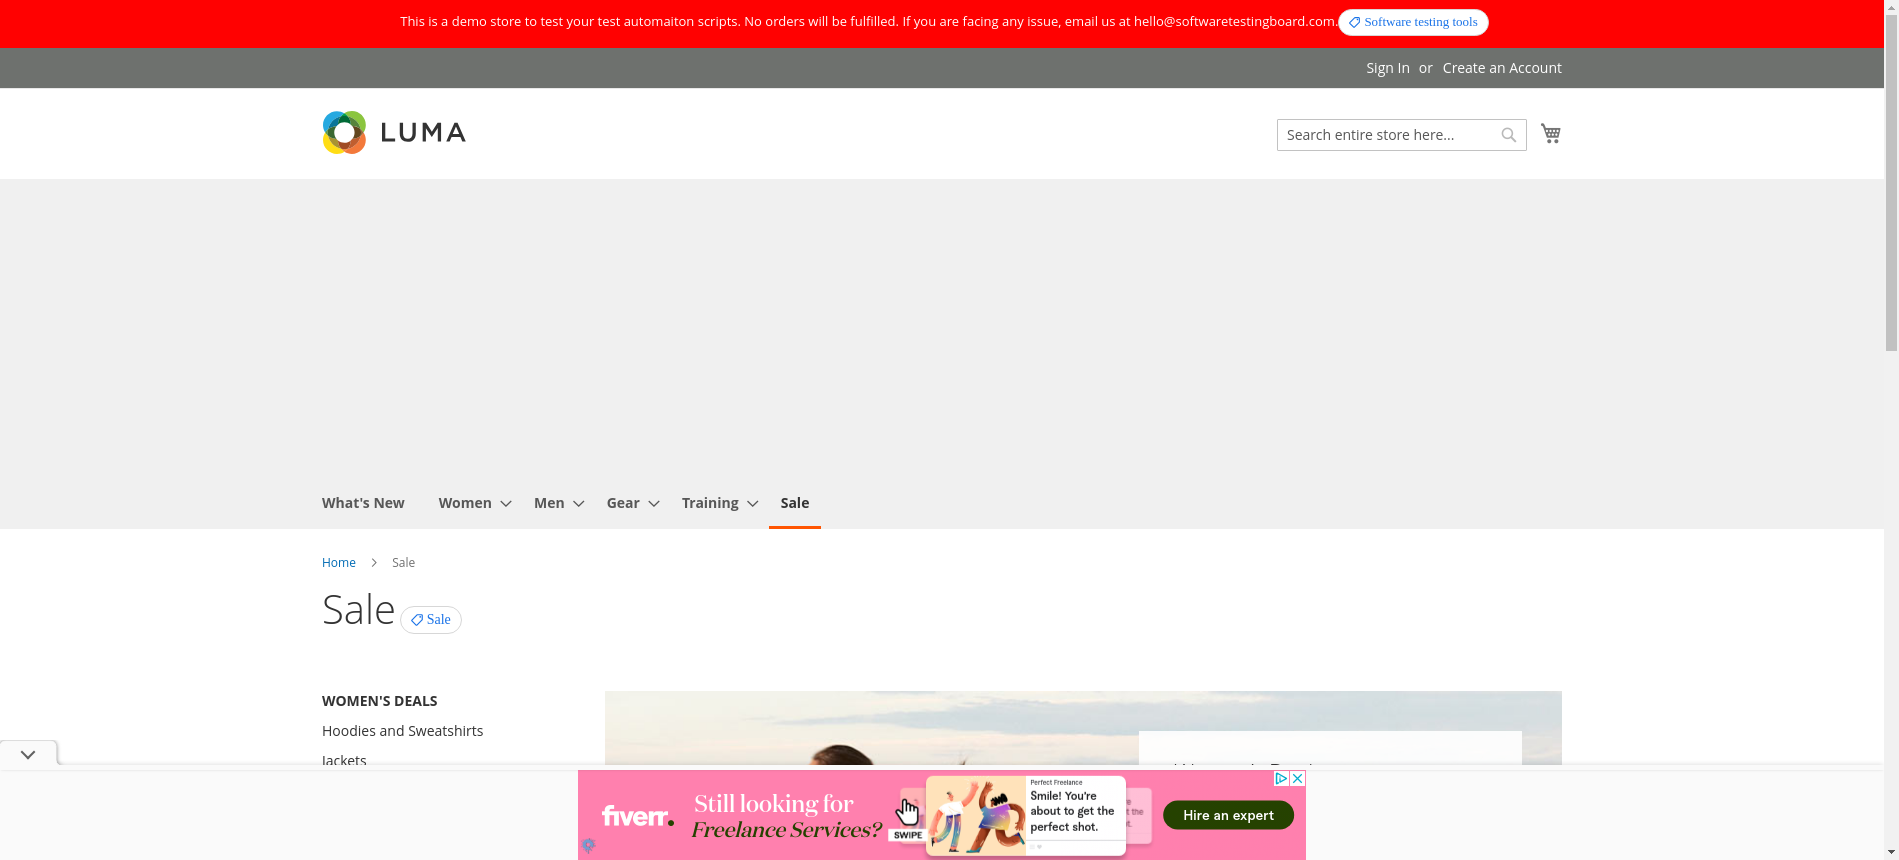 This is a demo store to test your test automaiton scripts. No orders will be fulfilled. If you are facing any issue, email us at hello@softwaretestingboard.com. Software testing tools
Sign In or Create an Account
LUMA
Search entire store here...
What's New Women Men Gear Training Sale
Home Sale
Sale Sale
WOMEN'S DEALS
Hoodies and Sweatshirts
Jackets
fiverr.
Still looking for
Freelance Services?
SWIPE
Perfect Freelance
Smile! You're
about to get the
perfect shot.
Hire an expert